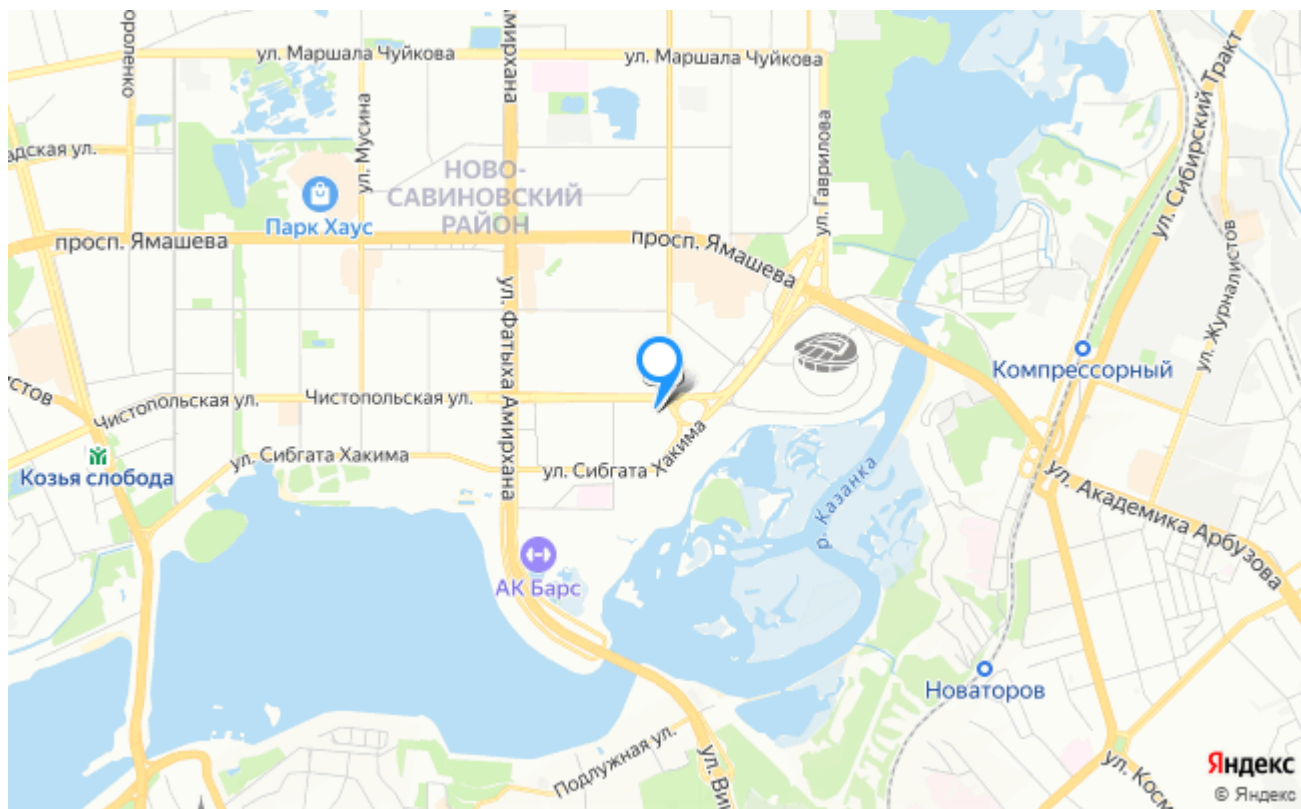 ул. Маршала Чуйкова
ул. Маршала Чуйкова
ул. Мусина
ул. Гаврилова
ул. Сибирский Тракт
ул. Журналистов
НОВО-
САВИНОВСКИЙ
РАЙОН
Парк Хаус
просп. Ямашева
просп. Ямашева
ул. Фатыха Амирхана
Компрессорный
Чистопольская ул.
Чистопольская ул.
Козья слобода
ул. Сибгата Хакима
ул. Сибгата Хакима
р. Казанка
ул. Академика Арбузова
АК Барс
Новаторов
Подлужная ул.
Яндекс
© Яндекс